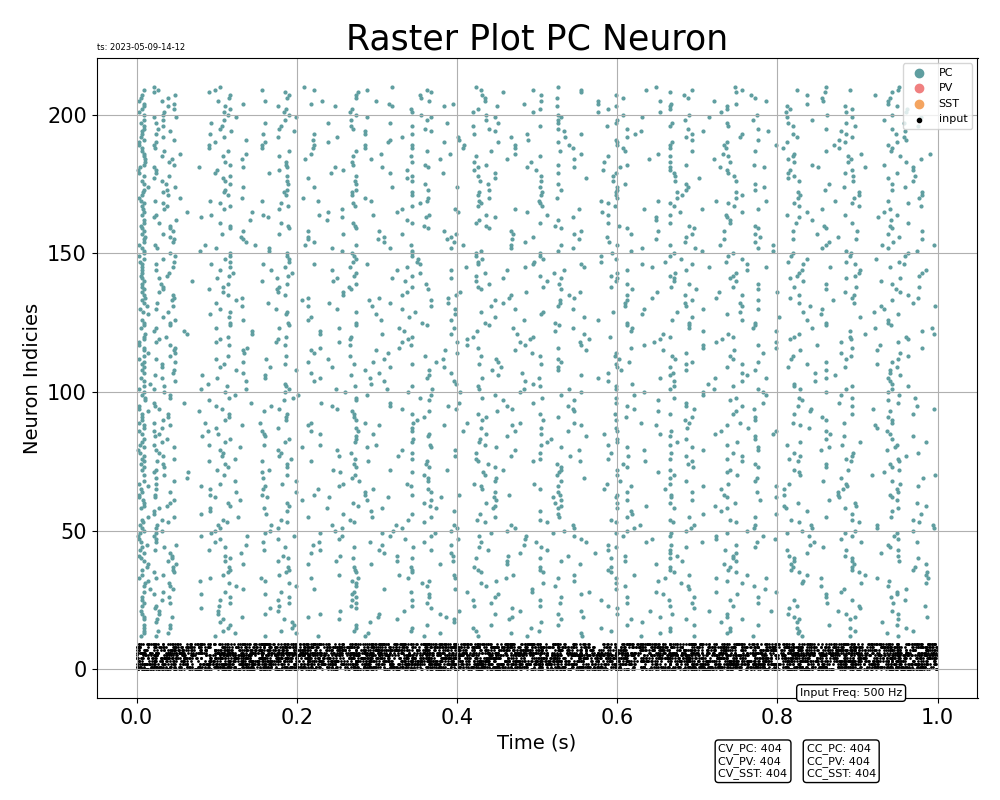 Raster Plot PC Neuron
ts: 2023-05-09-14-12
PC
PV
SST
input
200
150
100
50
0
Neuron Indicies
0.0 0.2 0.4 0.6 0.8 1.0
Time (s)
Input Freq: 500 Hz
CV_PC: 404
CV_PV: 404
CV_SST: 404
CC_PC: 404
CC_PV: 404
CC_SST: 404